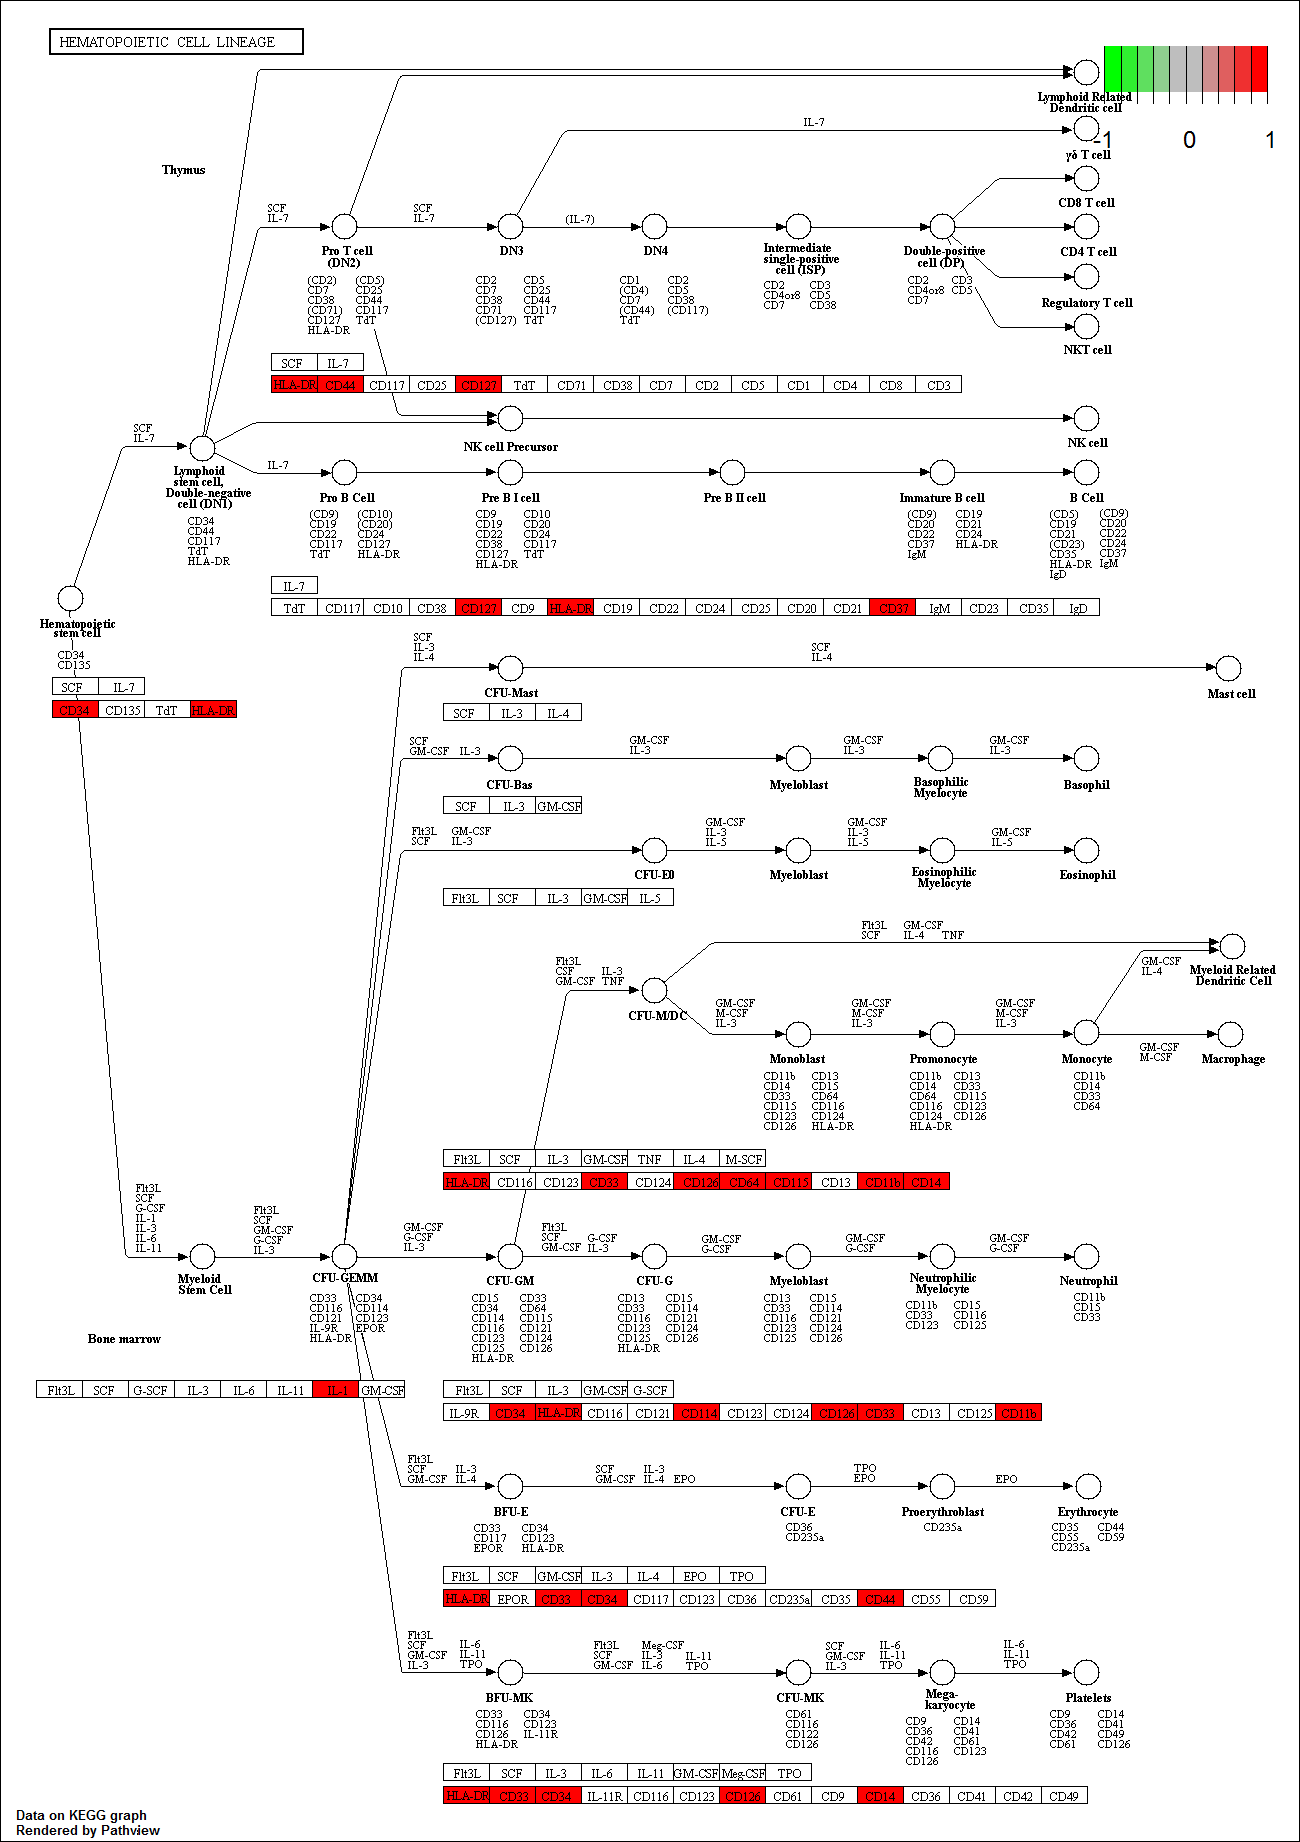 HEMATOPOIETIC CELL LINEAGE
Lymphoid Related
Dendritic cell
-1 0 1
IL-7
γδ T cell
Thymus
CD8 T cell
SCF
IL-7
SCF
IL-7
(IL-7)
Pro T cell
(DN2)
DN3
DN4
Intermediate
single-positive
cell (ISP)
Double-positive
cell (DP)
CD4 T cell
Regulatory T cell
NKT cell
(CD2) (CD5)
CD7 CD25
CD38 CD44
(CD71) CD117
CD127 TdT
HLA-DR
CD2 CD5
CD7 CD25
CD38 CD44
CD71 CD117
(CD127) TdT
CD1 CD2
(CD4) CD5
CD7 CD38
(CD44) (CD117)
TdT
CD2 CD3
CD4or8 CD5
CD7 CD38
CD2 CD3
CD4or8 CD5
CD7
SCF IL-7
HLA-DR CD44 CD117 CD25 CD127 TdT CD71 CD38 CD7 CD2 CD5 CD1 CD4 CD8 CD3
SCF
IL-7
NK cell Precursor
NK cell
Lymphoid
stem cell,
Double-negative
cell (DN1)
IL-7
Pro B Cell
Pre B I cell
Pre B II cell
Immature B cell
B Cell
CD34
CD44
CD117
TdT
HLA-DR
(CD9) (CD10)
CD19 (CD20)
CD22 CD24
CD117 CD127
TdT HLA-DR
CD9 CD10
CD19 CD20
CD22 CD24
CD38 CD117
CD127 TdT
HLA-DR
(CD9) CD19
CD20 CD21
CD22 CD24
CD37 HLA-DR
IgM
(CD5) (CD9)
CD19 CD20
CD21 CD22
(CD23) CD24
CD35 CD37
HLA-DR IgM
IgD
IL-7
TdT CD117 CD10 CD38 CD127 CD9 HLA-DR CD19 CD22 CD24 CD25 CD20 CD21 CD37 IgM CD23 CD35 IgD
Hematopoietic
stem cell
CD34
CD135
SCF IL-7
CD34 CD135 TdT HLA-DR
SCF
IL-3
IL-4
SCF
IL-4
CFU-Mast
Mast cell
SCF IL-3 IL-4
SCF
GM-CSF IL-3
GM-CSF
IL-3
GM-CSF
IL-3
GM-CSF
IL-3
CFU-Bas
Myeloblast
Basophilic
Myelocyte
Basophil
SCF IL-3 GM-CSF
Flt3L GM-CSF
SCF IL-3
GM-CSF
IL-3
IL-5
GM-CSF
IL-3
IL-5
GM-CSF
IL-5
CFU-E0
Myeloblast
Eosinophilic
Myelocyte
Eosinophil
Flt3L SCF IL-3 GM-CSF IL-5
Flt3L GM-CSF
SCF IL-4 TNF
Flt3L
CSF IL-3
GM-CSF TNF
CFU-M/DC
GM-CSF
IL-4
Myeloid Related
Dendritic Cell
GM-CSF
M-CSF
IL-3
GM-CSF
M-CSF
IL-3
GM-CSF
M-CSF
IL-3
GM-CSF
M-CSF
Monoblast
Promonocyte
Monocyte
Macrophage
CD11b CD13
CD14 CD15
CD33 CD64
CD115 CD116
CD123 CD124
CD126 HLA-DR
CD11b CD13
CD14 CD33
CD64 CD115
CD116 CD123
CD124 CD126
HLA-DR
CD11b
CD14
CD33
CD64
Flt3L SCF IL-3 GM-CSF TNF IL-4 M-SCF
HLA-DR CD116 CD123 CD33 CD124 CD126 CD64 CD115 CD13 CD11b CD14
Flt3L
SCF
G-CSF
IL-1
IL-3
IL-6
IL-11
Flt3L
SCF
GM-CSF
G-CSF
IL-3
GM-CSF
G-CSF
IL-3
Flt3L
SCF G-CSF
GM-CSF IL-3
GM-CSF
G-CSF
GM-CSF
G-CSF
GM-CSF
G-CSF
Myeloid
Stem Cell
CFU-GEMM
CFU-GM
CFU-G
Myeloblast
Neutrophilic
Myelocyte
Neutrophil
CD33 CD34
CD116 CD114
CD121 CD123
IL-9R EPOR
HLA-DR
CD15 CD33
CD34 CD64
CD114 CD115
CD116 CD121
CD123 CD124
CD125 CD126
HLA-DR
CD13 CD15
CD33 CD114
CD116 CD121
CD123 CD124
CD125 CD126
HLA-DR
CD13 CD15
CD33 CD114
CD116 CD121
CD123 CD124
CD125 CD126
CD11b CD15
CD33 CD116
CD123 CD125
CD11b
CD15
CD33
Bone marrow
Flt3L SCF G-SCF IL-3 IL-6 IL-11 IL-1 GM-CSF
Flt3L SCF IL-3 GM-CSF G-SCF
IL-9R CD34 HLA-DR CD116 CD121 CD114 CD123 CD124 CD126 CD33 CD13 CD125 CD11b
Flt3L
SCF IL-3
GM-CSF IL-4
SCF IL-3
GM-CSF IL-4 EPO
TPO
EPO
EPO
BFU-E
CFU-E
Proerythroblast
Erythrocyte
CD33 CD34
CD117 CD123
EPOR HLA-DR
CD36
CD235a
CD235a
CD35 CD44
CD55 CD59
CD235a
Flt3L SCF GM-CSF IL-3 IL-4 EPO TPO
HLA-DR EPOR CD33 CD34 CD117 CD123 CD36 CD235a CD35 CD44 CD55 CD59
Flt3L
SCF IL-6
GM-CSF IL-11
IL-3 TPO
Flt3L Meg-CSF
SCF IL-3 IL-11
GM-CSF IL-6 TPO
SCF IL-6
GM-CSF IL-11
IL-3 TPO
IL-6
IL-11
TPO
BFU-MK
CFU-MK
Mega-
karyocyte
Platelets
CD33 CD34
CD116 CD123
CD126 IL-11R
HLA-DR
CD61
CD116
CD122
CD126
CD9 CD14
CD36 CD41
CD42 CD61
CD116 CD123
CD126
CD9 CD14
CD36 CD41
CD42 CD49
CD61 CD126
Flt3L SCF IL-3 IL-6 IL-11 GM-CSF Meg-CSF TPO
HLA-DR CD33 CD34 IL-11R CD116 CD123 CD126 CD61 CD9 CD14 CD36 CD41 CD42 CD49
Data on KEGG graph
Rendered by Pathview